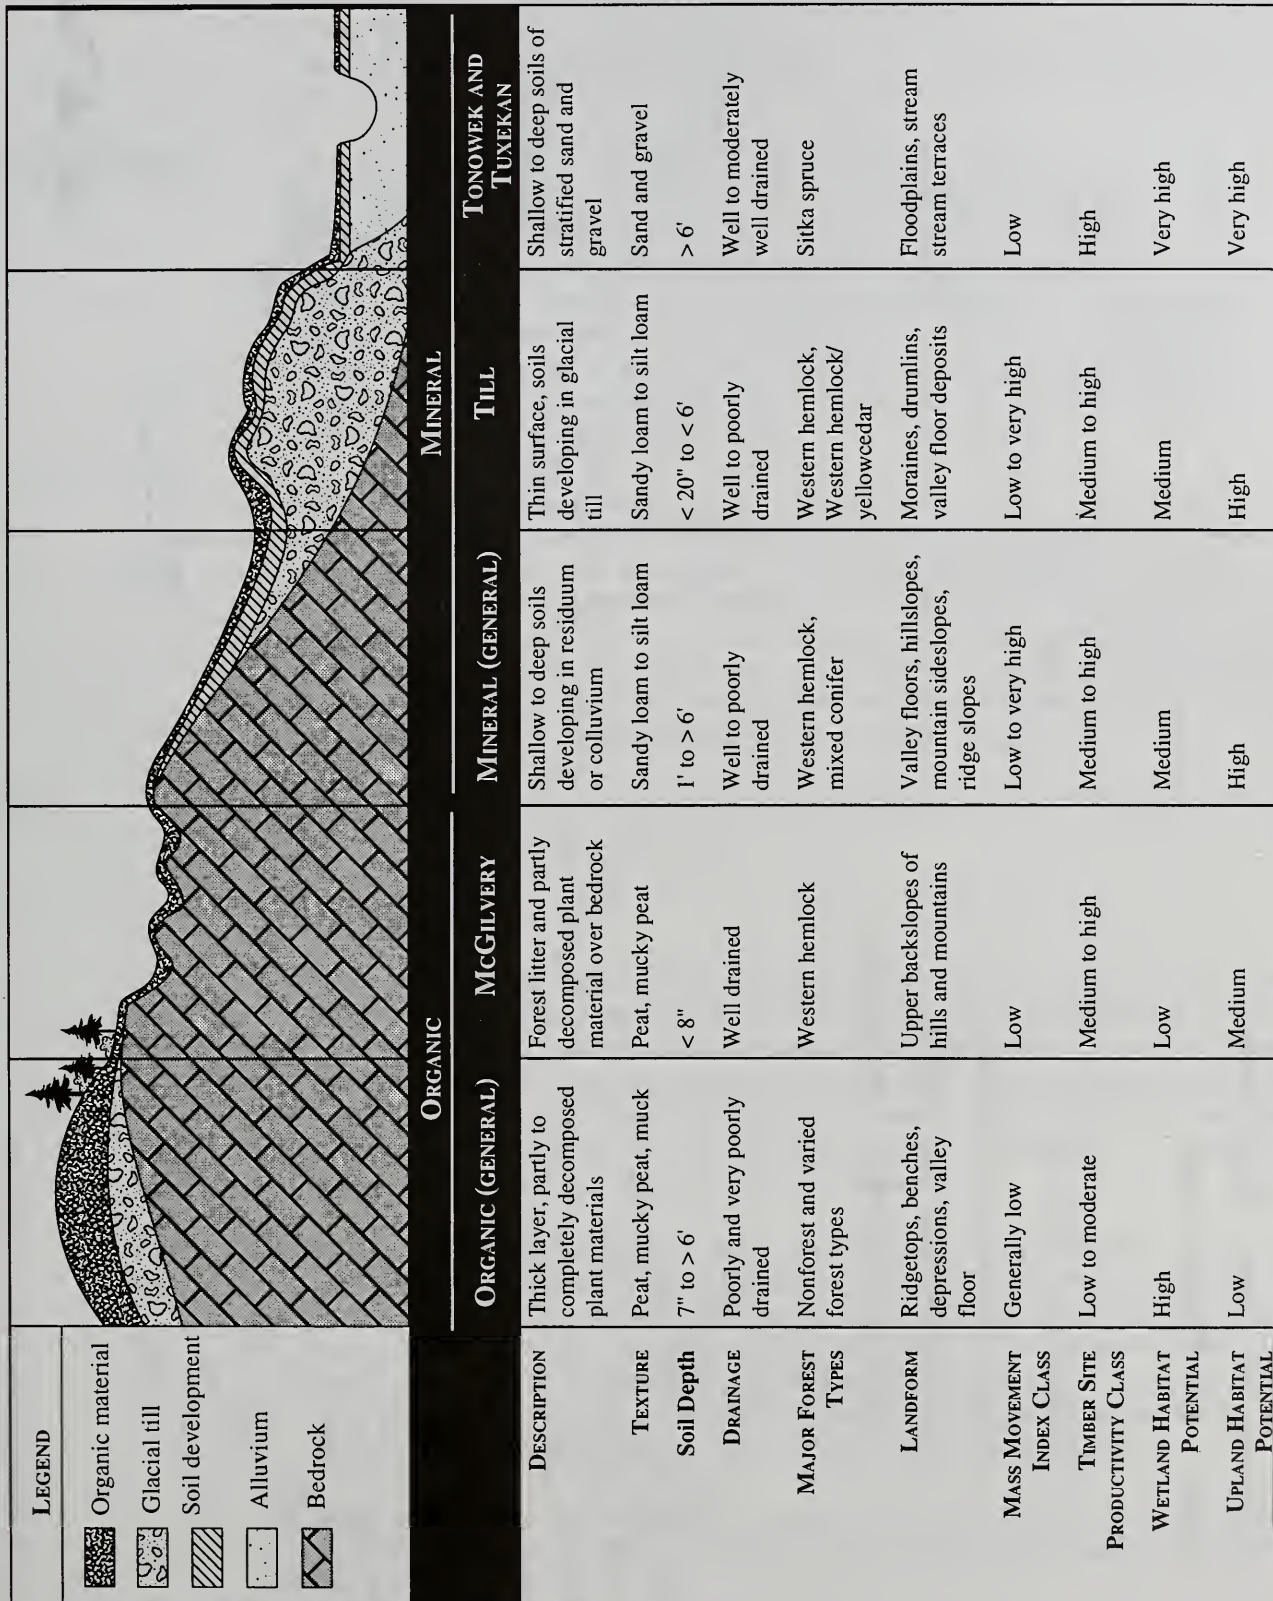 LEGEND
Organic material
Glacial till
Soil development
Alluvium
Bedrock
ORGANIC
MINERAL
ORGANIC (GENERAL)
MCGILVERY
MINERAL (GENERAL)
TILL
TONOWEK AND
TUXEKAN
DESCRIPTION
Thick layer, partly to
completely decomposed
plant materials
Forest litter and partly
decomposed plant
material over bedrock
Shallow to deep soils
developing in residuum
or colluvium
Thin surface, soils
developing in glacial
till
Shallow to deep soils of
stratified sand and
gravel
TEXTURE
Peat, mucky peat, muck
Peat, mucky peat
Sandy loam to silt loam
Sandy loam to silt loam
Sand and gravel
Soil Depth
7" to > 6'
< 8"
1' to > 6'
< 20" to < 6'
> 6'
DRAINAGE
Poorly and very poorly
drained
Well drained
Well to poorly
drained
Well to poorly
drained
Well to moderately
well drained
MAJOR FOREST
TYPES
Nonforest and varied
forest types
Western hemlock
Western hemlock,
mixed conifer
Western hemlock,
Western hemlock/
yellowcedar
Sitka spruce
LANDFORM
Ridgetops, benches,
depressions, valley
floor
Upper backslopes of
hills and mountains
Valley floors, hillslopes,
mountain sideslopes,
ridge slopes
Moraines, drumlins,
valley floor deposits
Floodplains, stream
stream terraces
MASS MOVEMENT
INDEX CLASS
Generally low
Low
Low to very high
Low to very high
Low
TIMBER SITE
PRODUCTIVITY CLASS
Low to moderate
Medium to high
Medium to high
Medium to high
High
WETLAND HABITAT
POTENTIAL
High
Low
Medium
Medium
Very high
UPLAND HABITAT
POTENTIAL
Low
Medium
High
High
Very high